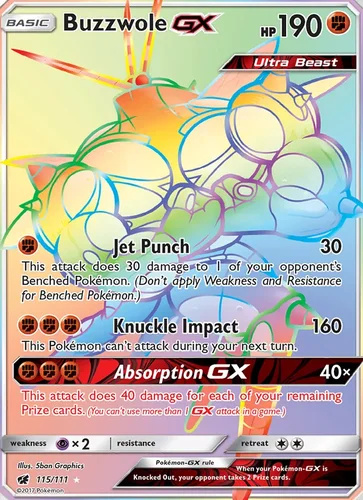 BASIC Buzzwole GX HP 190
Ultra Beast
Jet Punch 30
This attack does 30 damage to 1 of your opponent's
Benched Pokémon. (Don't apply Weakness and Resistance
for Benched Pokémon.)
Knuckle Impact 160
This Pokémon can't attack during your next turn.
Absorption GX 40×
This attack does 40 damage for each of your remaining
Prize cards. (You can't use more than 1 GX attack in a game.)
weakness × 2 resistance retreat
Illus. 5ban Graphics
115/111
©2017 Pokémon
Pokémon-GX rule
When your Pokémon-GX is
Knocked Out, your opponent takes 2 Prize cards.